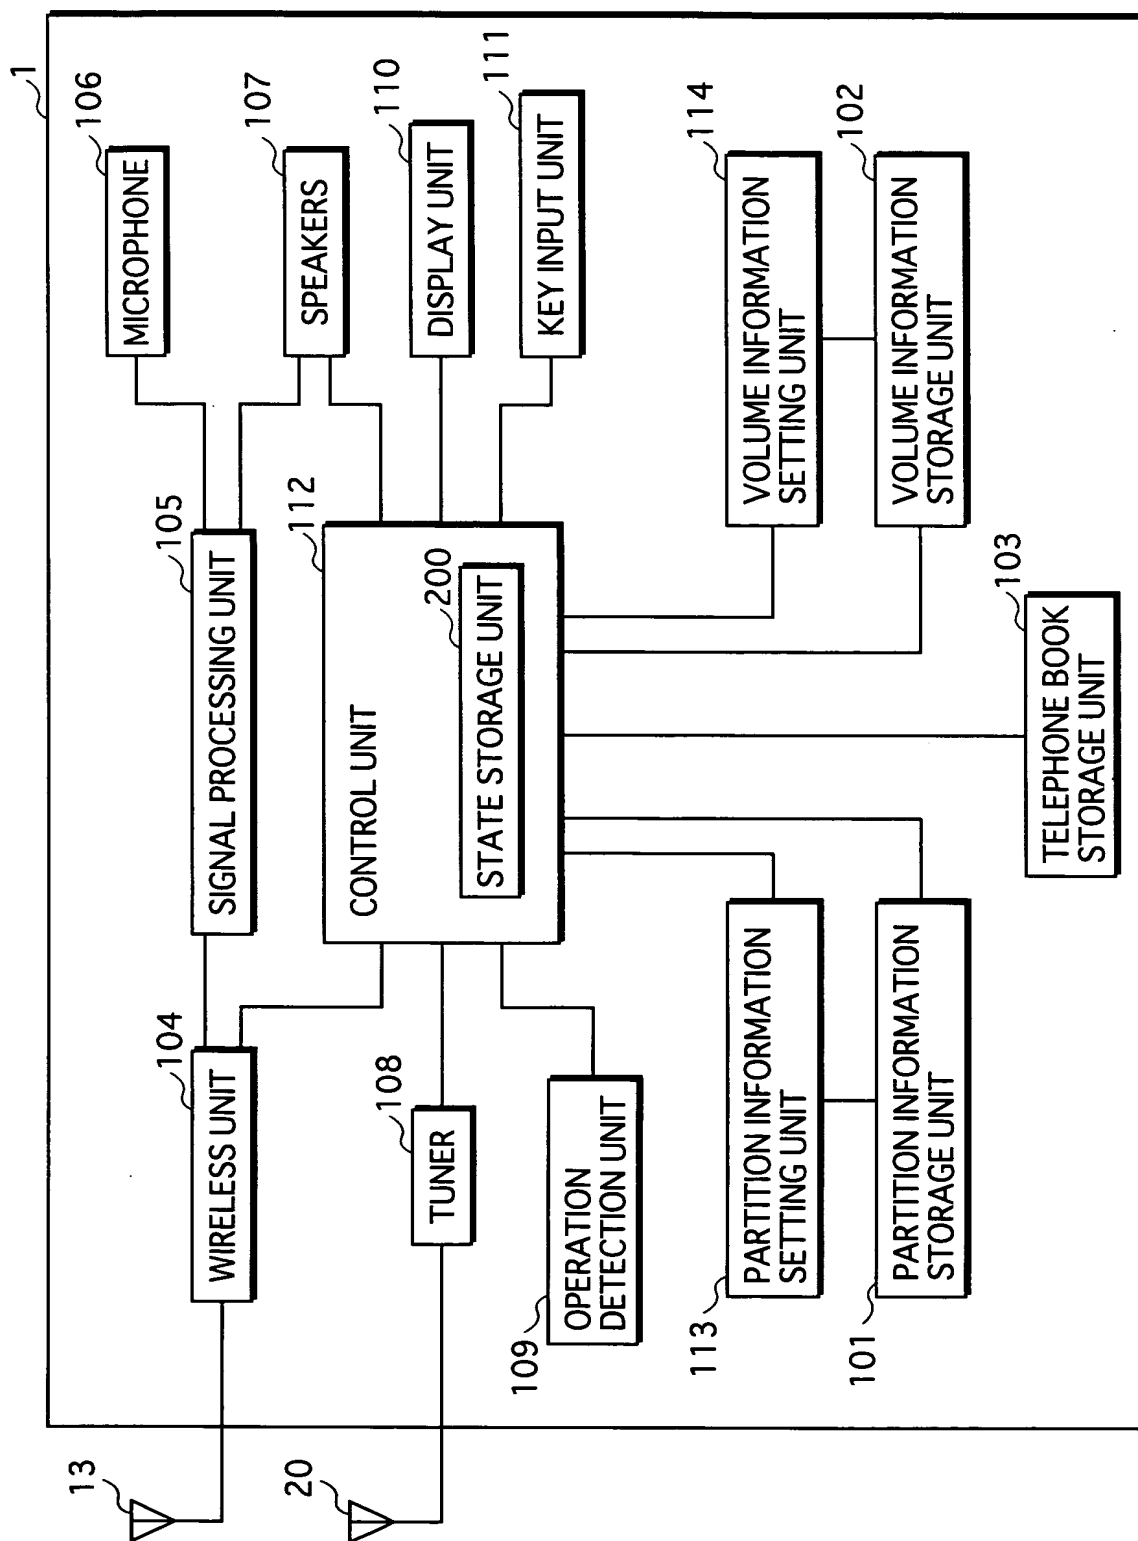 1
13
104
WIRELESS UNIT
105
SIGNAL PROCESSING UNIT
106
MICROPHONE
107
SPEAKERS
20
108
TUNER
112
CONTROL UNIT
200
STATE STORAGE UNIT
110
DISPLAY UNIT
111
KEY INPUT UNIT
109
OPERATION
DETECTION UNIT
113
PARTITION INFORMATION
SETTING UNIT
114
VOLUME INFORMATION
SETTING UNIT
101
PARTITION INFORMATION
STORAGE UNIT
102
VOLUME INFORMATION
STORAGE UNIT
103
TELEPHONE BOOK
STORAGE UNIT